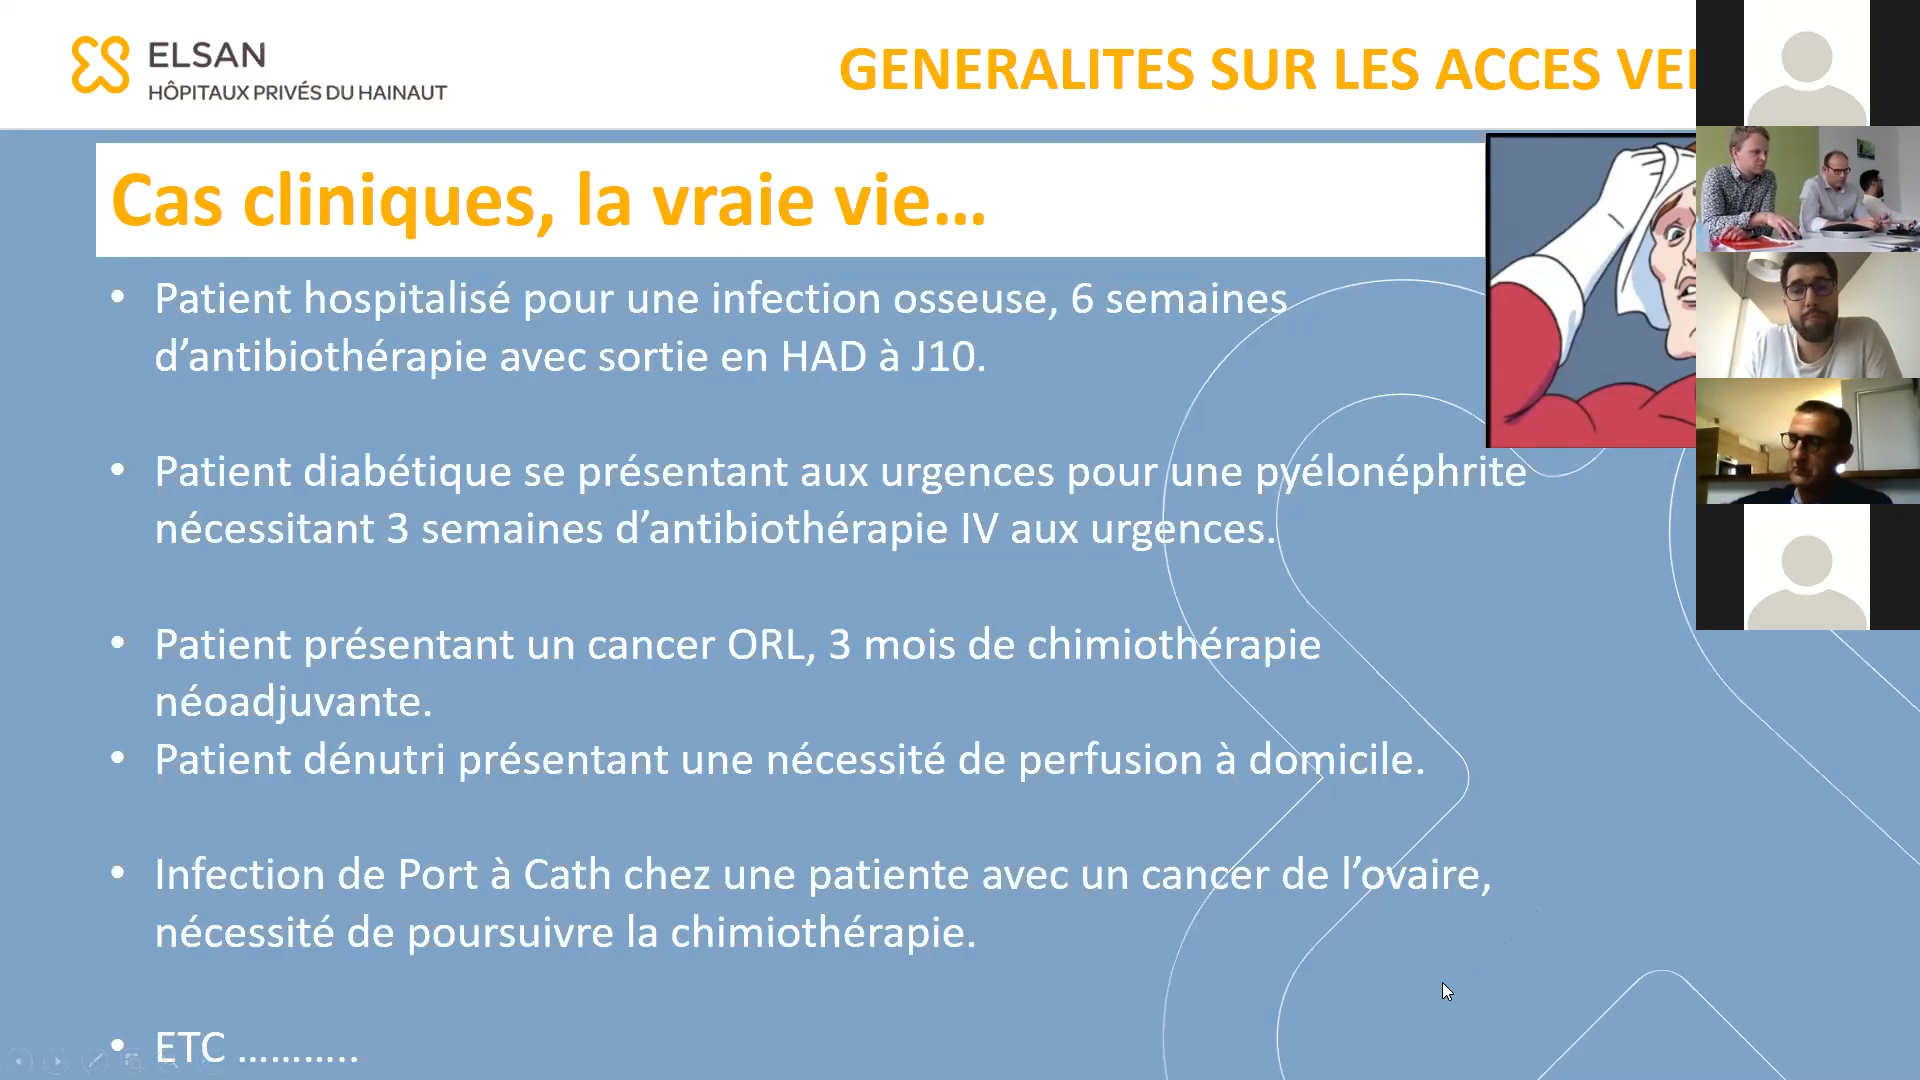 ELSAN
HÔPITAUX PRIVÉS DU HAINAUT
GENERALITES SUR LES ACCES
Cas cliniques, la vraie vie...
• Patient hospitalisé pour une infection osseuse, 6 semaines
d’antibiothérapie avec sortie en HAD à J10.
• Patient diabétique se présentant aux urgences pour une pyélonéphrite
nécessitant 3 semaines d’antibiothérapie IV aux urgences.
• Patient présentant un cancer ORL, 3 mois de chimiothérapie
néoadjuvante.
• Patient dénutri présentant une nécessité de perfusion à domicile.
• Infection de Port à Cath chez une patiente avec un cancer de l’ovaire,
nécessité de poursuivre la chimiothérapie.
• ETC ………..